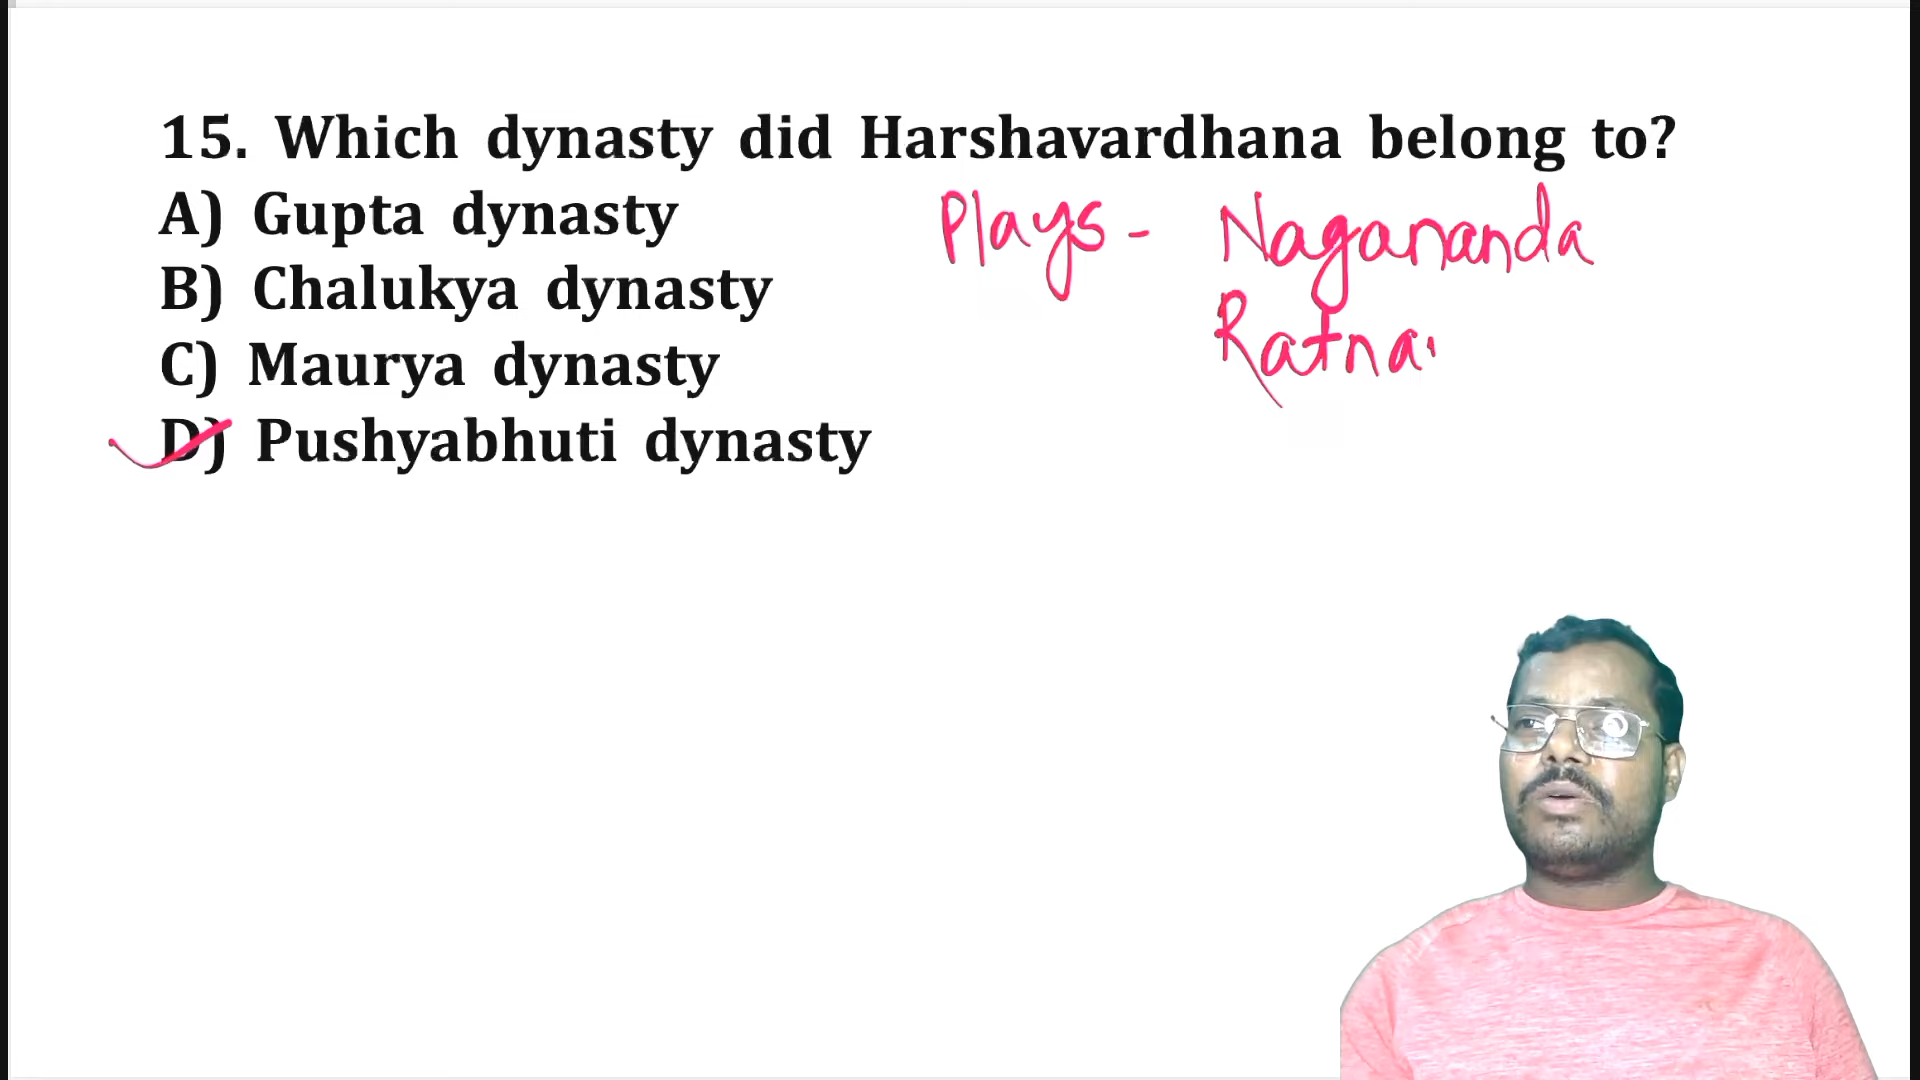 15. Which dynasty did Harshavardhana belong to?
A) Gupta dynasty
B) Chalukya dynasty
C) Maurya dynasty
D) Pushyabhuti dynasty
Plays - Nagananda
Ratna